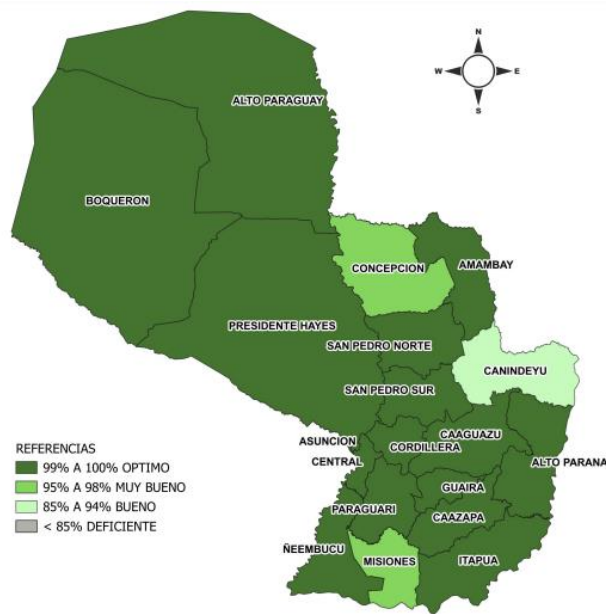 N
W E
S
ALTO PARAGUAY
BOQUERON
CONCEPCION
AMAMBAY
PRESIDENTE HAYES
SAN PEDRO NORTE
CANINDEYU
SAN PEDRO SUR
REFERENCIAS
99% A 100% OPTIMO
95% A 98% MUY BUENO
85% A 94% BUENO
< 85% DEFICIENTE
ASUNCION
CAAGUAZU
CORDILLERA
CENTRAL
ALTO PARANA
GUAIRA
PARAGUARI
CAAZAPA
ÑEEMBUCU
MISIONES
ITAPUA